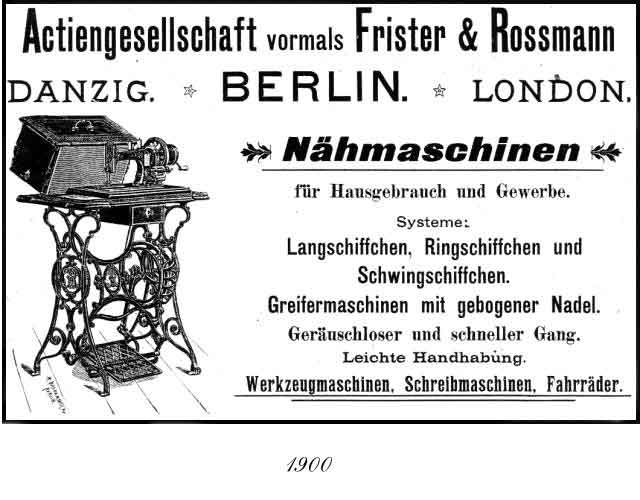 Actiengesellschaft vormals Frister & Rossmann
DANZIG. BERLIN. LONDON.
Nähmaschinen
für Hausgebrauch und Gewerbe.
Systeme:
Langschiffchen, Ringschiffchen und
Schwingschiffchen.
Greifermaschinen mit gebogener Nadel.
Geräuschloser und schneller Gang.
Leichte Handhabung.
Werkzeugmaschinen, Schreibmaschinen, Fahrräder.
1900